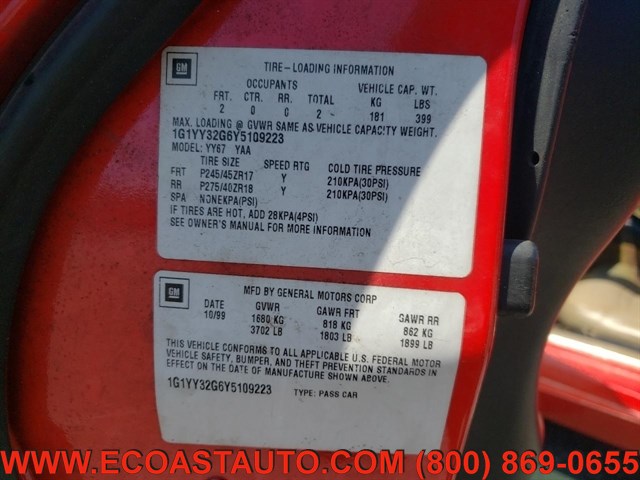 GM
TIRE-LOADING INFORMATION
OCCUPANTS VEHICLE CAP. WT.
FRT. CTR. RR. TOTAL KG LBS
2 0 0 2 181 399
MAX. LOADING @ GVWR SAME AS VEHICLE CAPACITY WEIGHT.
1G1YY32G6Y5109223
MODEL: YY67 YAA
TIRE SIZE SPEED RTG COLD TIRE PRESSURE
FRT P245/45ZR17 Y 210KPA(30PSI)
RR P275/40ZR18 Y 210KPA(30PSI)
SPA NONEKPA(PSI)
IF TIRES ARE HOT, ADD 28KPA(4PSI)
SEE OWNER'S MANUAL FOR MORE INFORMATION
GM
MFD BY GENERAL MOTORS CORP
DATE GVWR GAWR FRT GAWR RR
10/99 1680 KG 818 KG 862 KG
3702 LB 1803 LB 1899 LB
THIS VEHICLE CONFORMS TO ALL APPLICABLE U.S. FEDERAL MOTOR
VEHICLE SAFETY, BUMPER, AND THEFT PREVENTION STANDARDS IN
EFFECT ON THE DATE OF MANUFACTURE SHOWN ABOVE.
1G1YY32G6Y5109223 TYPE: PASS CAR
WWW.ECOASTAUTO.COM (800) 869-0655